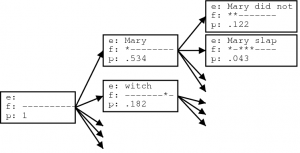 e: Mary did not
f: **-------
p: .122
e: Mary slap
f: *-***----
p: .043
e: Mary
f: *--------
p: .534
e: witch
f: -------*-
p: .182
e:
f: ---------
p: 1